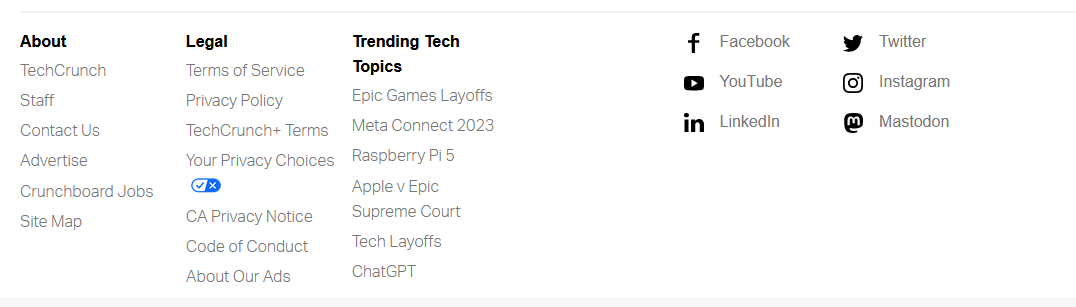 About
TechCrunch
Staff
Contact Us
Advertise
Crunchboard Jobs
Site Map
Legal
Terms of Service
Privacy Policy
TechCrunch+ Terms
Your Privacy Choices
CA Privacy Notice
Code of Conduct
About Our Ads
Trending Tech
Topics
Epic Games Layoffs
Meta Connect 2023
Raspberry Pi 5
Apple v Epic
Supreme Court
Tech Layoffs
ChatGPT
Facebook
YouTube
LinkedIn
Twitter
Instagram
Mastodon